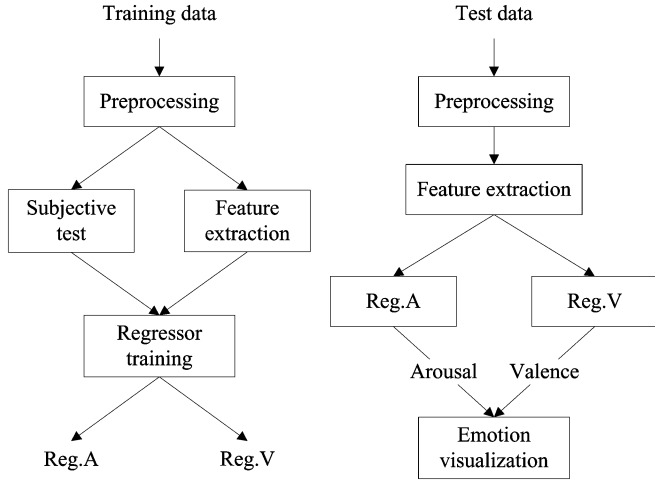 Training data
Preprocessing
Subjective
test
Feature
extraction
Regressor
training
Reg.A
Reg.V
Test data
Preprocessing
Feature extraction
Reg.A
Reg.V
Arousal
Valence
Emotion
visualization